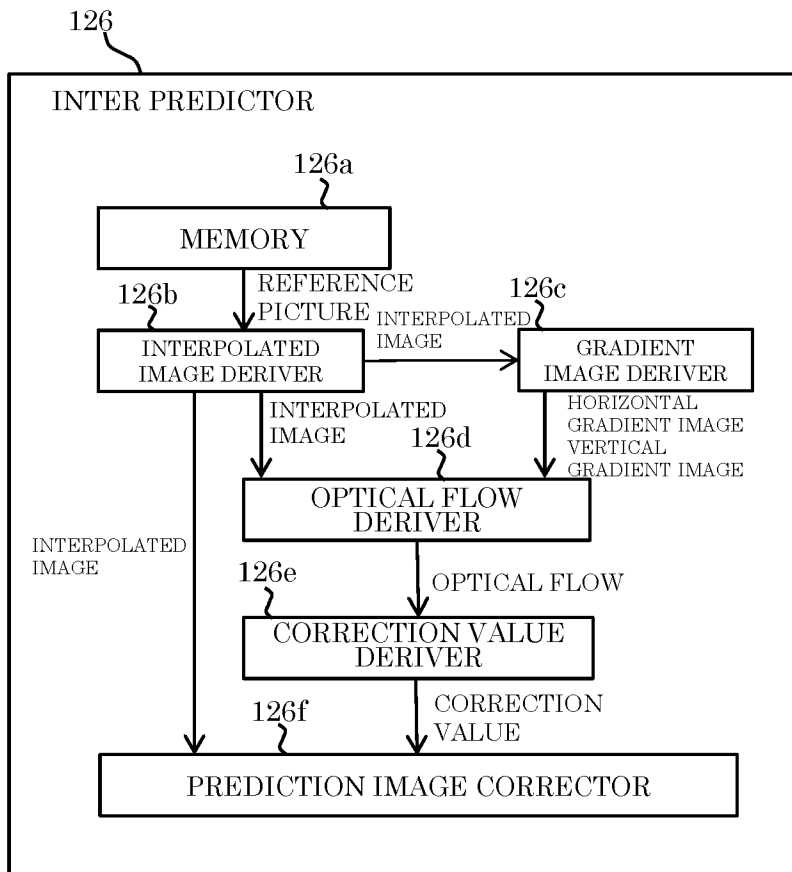 126
INTER PREDICTOR
126a
MEMORY
REFERENCE
PICTURE
126b
126c
INTERPOLATED
IMAGE
INTERPOLATED
IMAGE DERIVER
GRADIENT
IMAGE DERIVER
INTERPOLATED
IMAGE
HORIZONTAL
GRADIENT IMAGE
VERTICAL
GRADIENT IMAGE
126d
OPTICAL FLOW
DERIVER
INTERPOLATED
IMAGE
126e
OPTICAL FLOW
CORRECTION VALUE
DERIVER
126f
CORRECTION
VALUE
PREDICTION IMAGE CORRECTOR